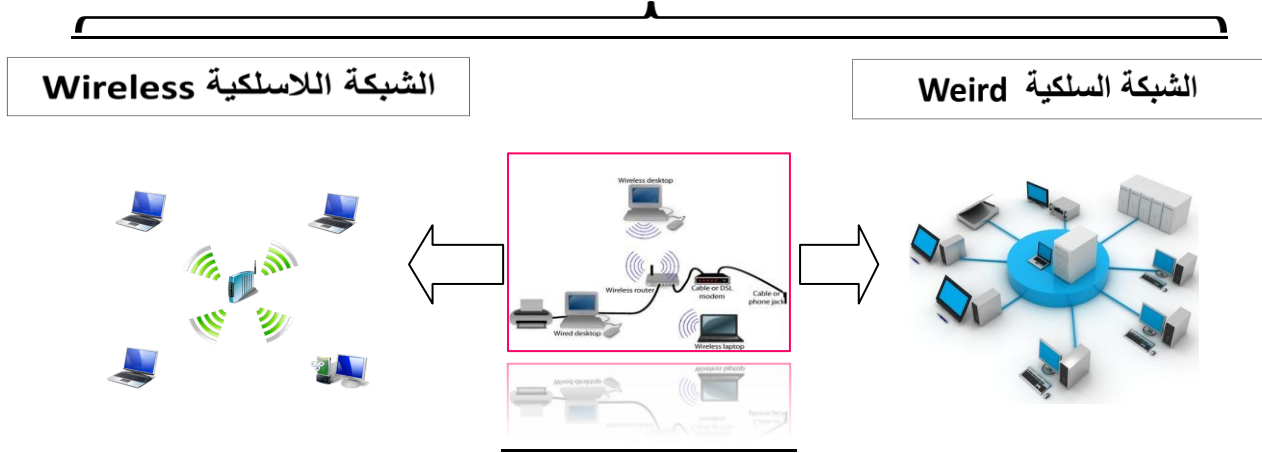 الشبكة السلكية Weird
الشبكة اللاسلكية Wireless
Wireless desktop
Wireless router
Cable or DSL
modem
Cable or
phone jack
Wired desktop
Wireless laptop